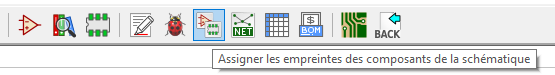 NET
BOM
BACK
Assigner les empreintes des composants de la schématique